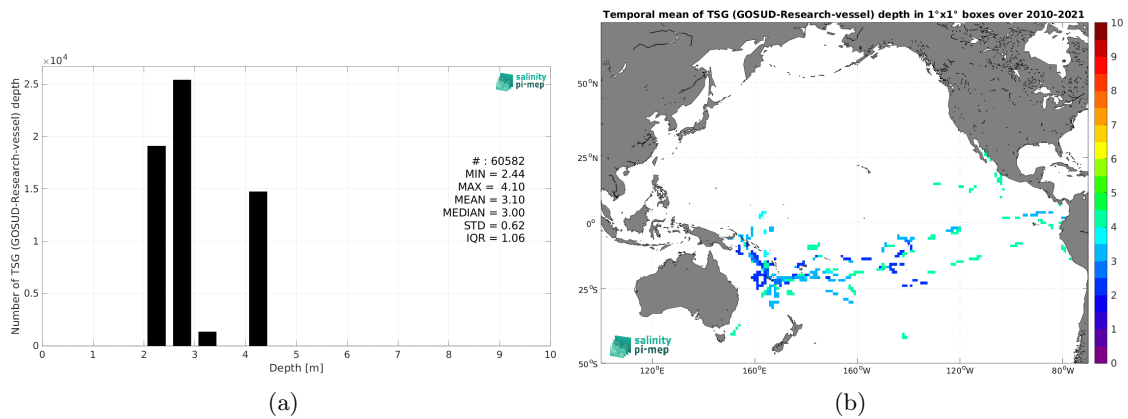 ×10⁴
2.5
2
1.5
1
0.5
0
Number of TSG (GOSUD-Research-vessel) depth
salinity
pi-mep
# : 60582
MIN = 2.44
MAX = 4.10
MEAN = 3.10
MEDIAN = 3.00
STD = 0.62
IQR = 1.06
0 1 2 3 4 5 6 7 8 9 10
Depth [m]
(a)
Temporal mean of TSG (GOSUD-Research-vessel) depth in 1°x1° boxes over 2010-2021
50°N
25°N
0°
25°S
50°S
salinity
pi-mep
120°E 160°E 160°W 120°W 80°W
10
9
8
7
6
5
4
3
2
1
0
(b)